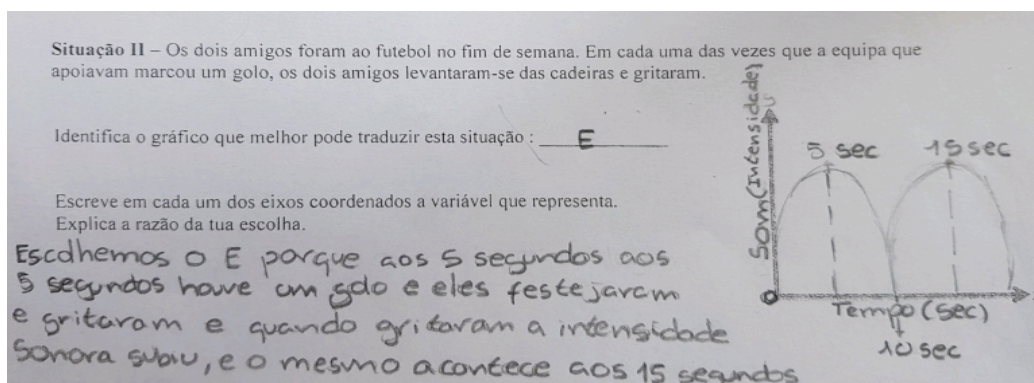 Situação II – Os dois amigos foram ao futebol no fim de semana. Em cada uma das vezes que a equipa que
apoiavam marcou um golo, os dois amigos levantaram-se das cadeiras e gritaram.
Identifica o gráfico que melhor pode traduzir esta situação : E
Escreve em cada um dos eixos coordenados a variável que representa.
Explica a razão da tua escolha.
Escolhemos o E porque aos 5 segundos aos
5 segundos houve um golo e eles festejaram
e gritaram e quando gritavam a intensidade
sonora subiu, e o mesmo acontece aos 15 segundos
Som (Intensidade)
5 sec
15 sec
0
Tempo (sec)
10 sec